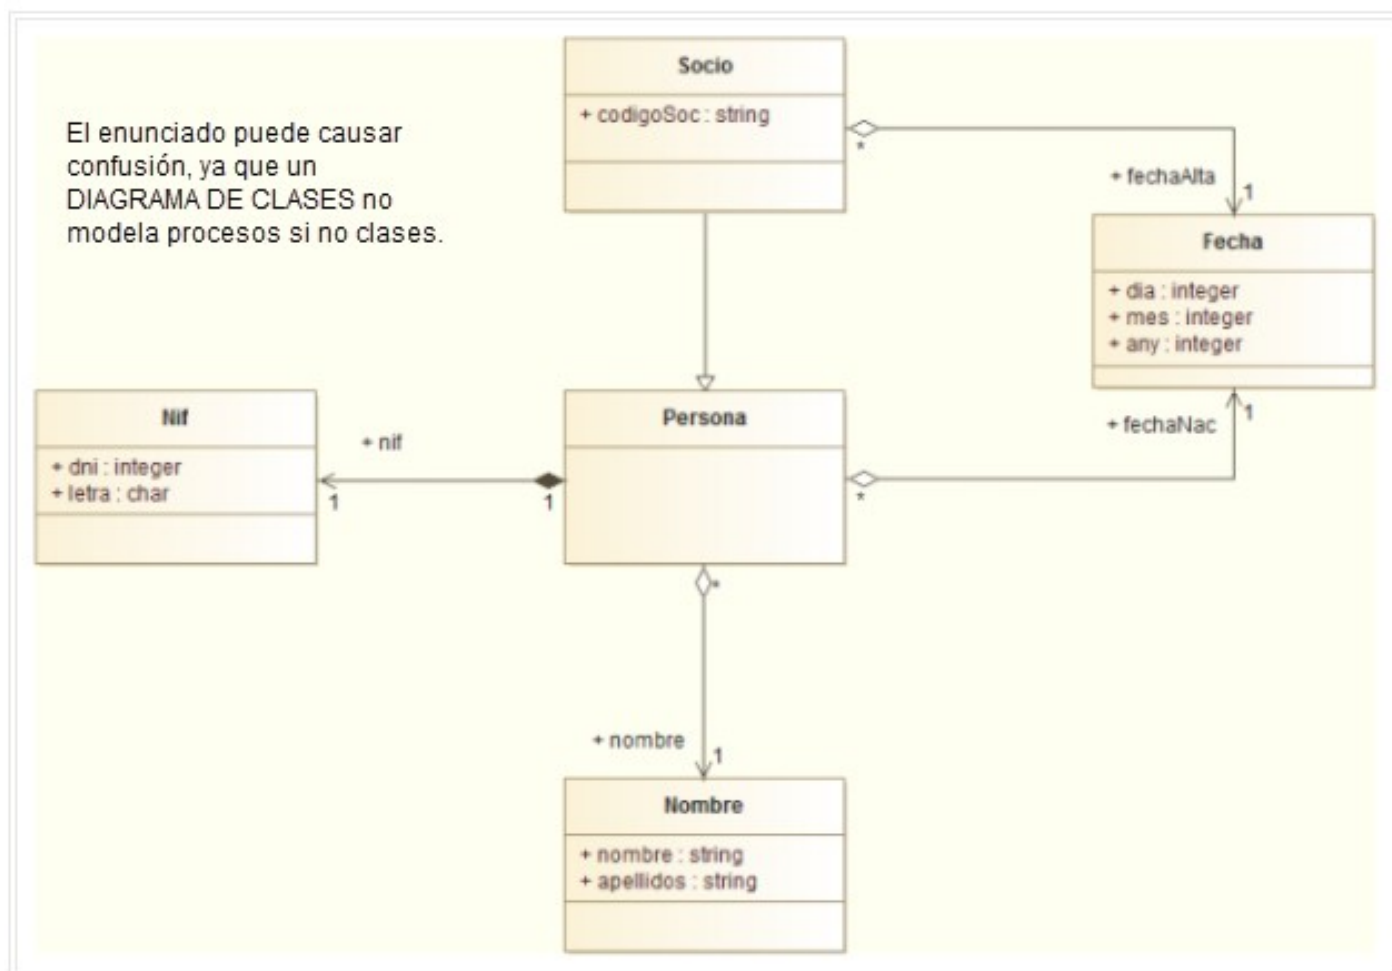 Socio
+ codigoSoc : string
El enunciado puede causar
confusión, ya que un
DIAGRAMA DE CLASES no
modela procesos si no clases.
*
+ fechaAlta
1
Fecha
+ dia : integer
+ mes : integer
+ any : integer
Nif
+ dni : integer
+ letra : char
+ nif
1
1
Persona
*
+ fechaNac
1
*
+ nombre
1
Nombre
+ nombre : string
+ apellidos : string